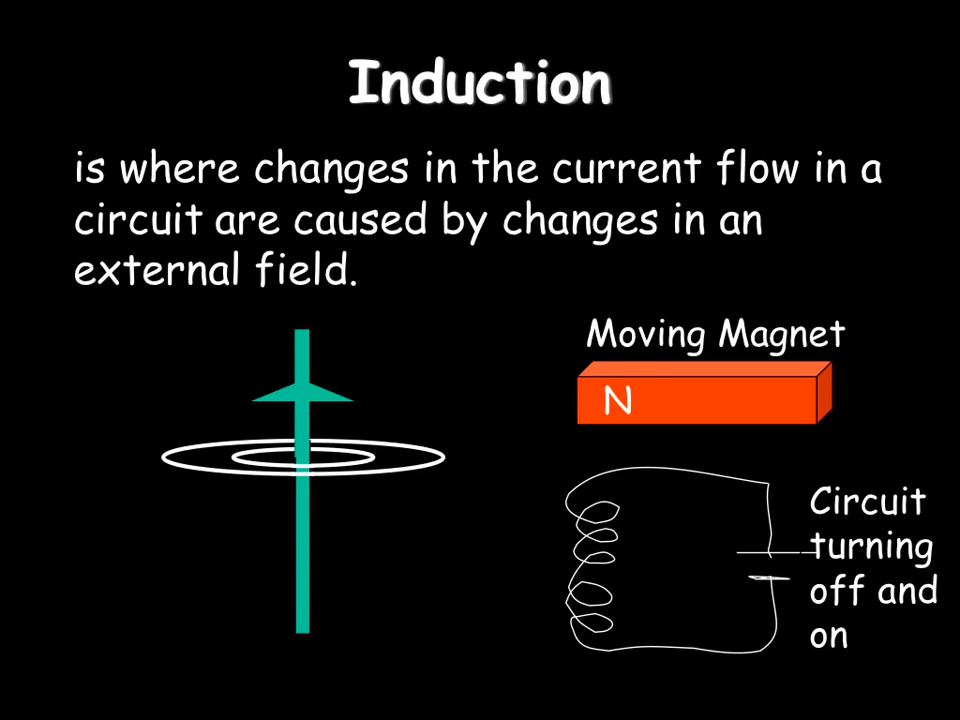 Induction
is where changes in the current flow in a
circuit are caused by changes in an
external field.
Moving Magnet
N
Circuit
turning
off and
on